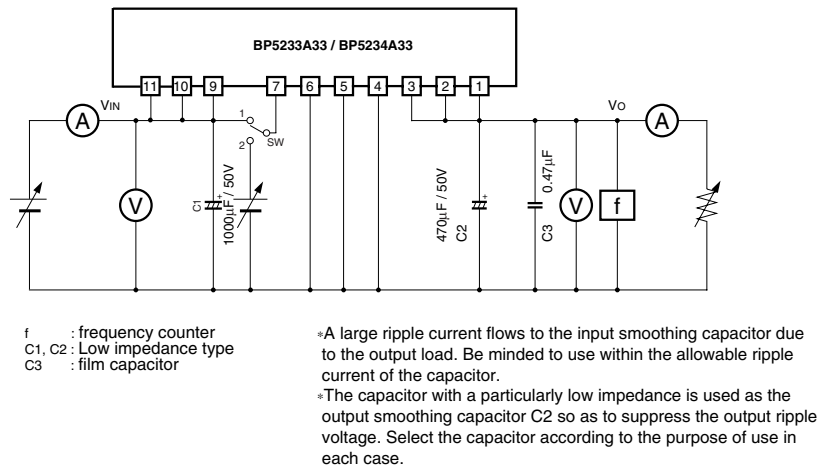 BP5233A33 / BP5234A33
11 10 9 7 6 5 4 3 2 1
A VIN 1 SW 2 VO A
V C1 + 1000μF / 50V 470μF / 50V + C2 0.47μF C3 V f
f : frequency counter
C1, C2 : Low impedance type
C3 : film capacitor
*A large ripple current flows to the input smoothing capacitor due
to the output load. Be minded to use within the allowable ripple
current of the capacitor.
*The capacitor with a particularly low impedance is used as the
output smoothing capacitor C2 so as to suppress the output ripple
voltage. Select the capacitor according to the purpose of use in
each case.